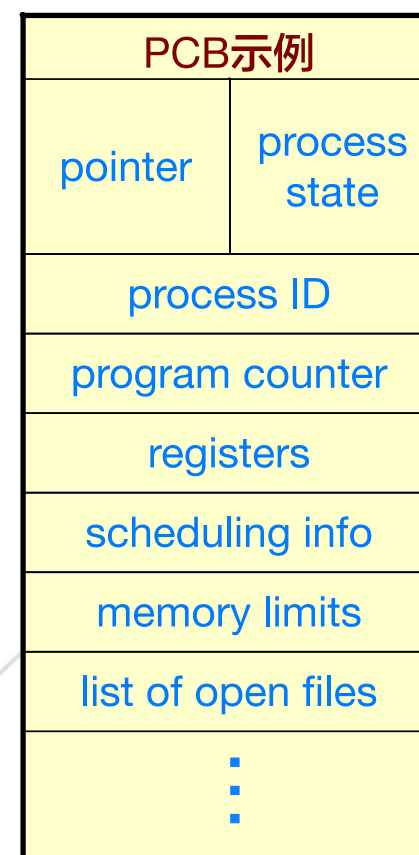 PCB示例
pointer
process
state
process ID
program counter
registers
scheduling info
memory limits
list of open files